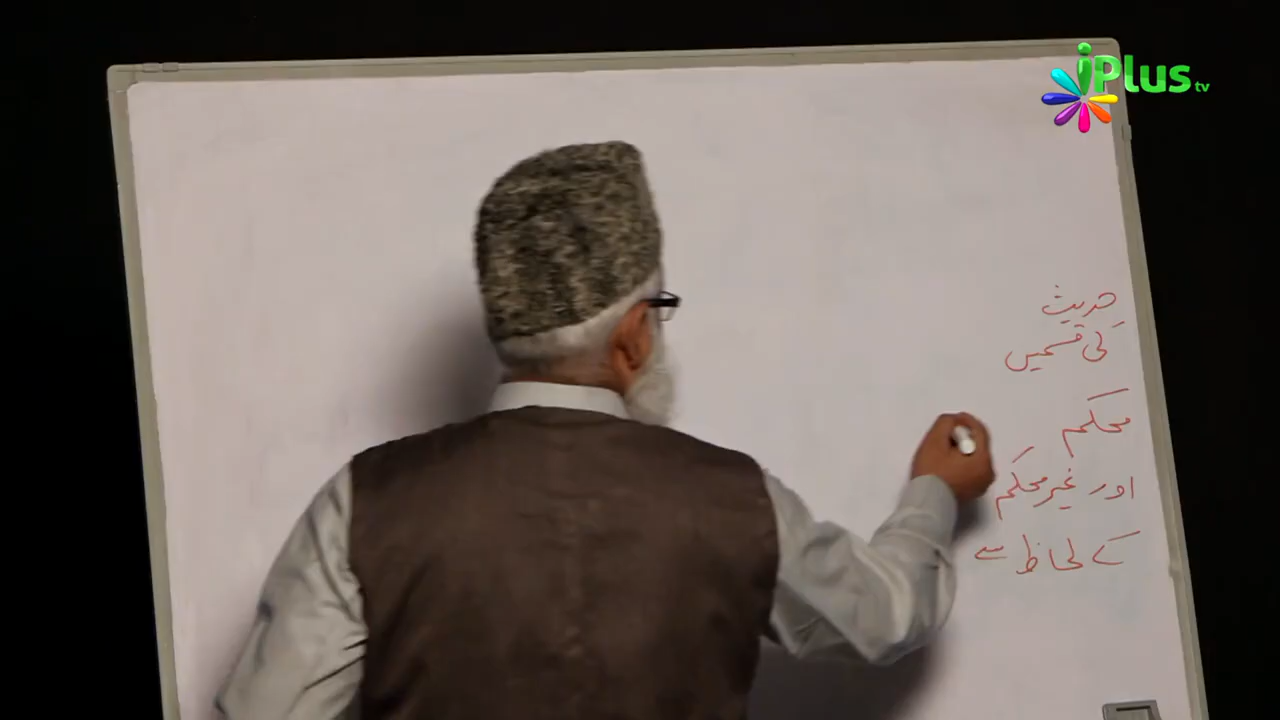 iPlus tv
حدیث
کی قسمیں
محکم
اور غیر محکم
کے لحاظ سے